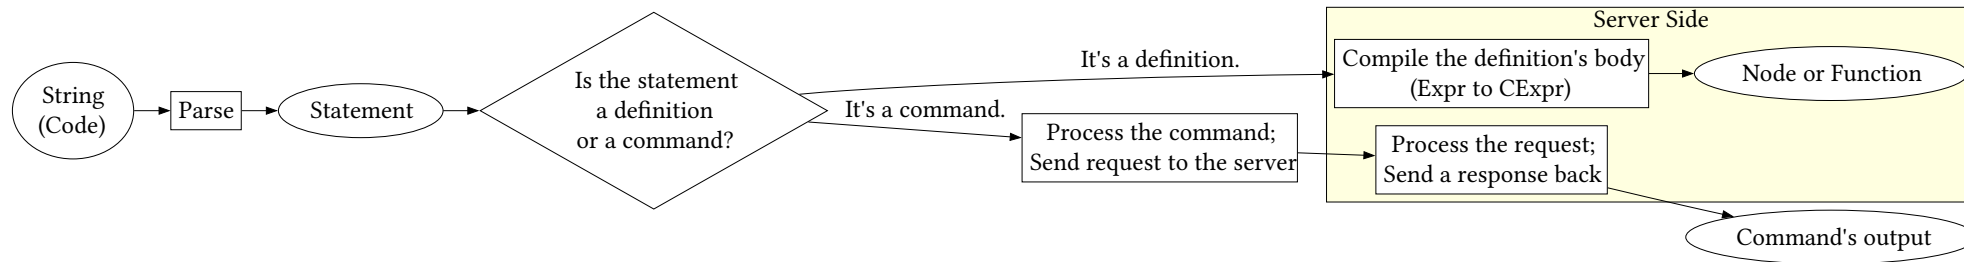 String
(Code)
Parse
Statement
Is the statement
a definition
or a command?
It's a definition.
It's a command.
Process the command;
Send request to the server
Server Side
Compile the definition's body
(Expr to CExpr)
Node or Function
Process the request;
Send a response back
Command's output